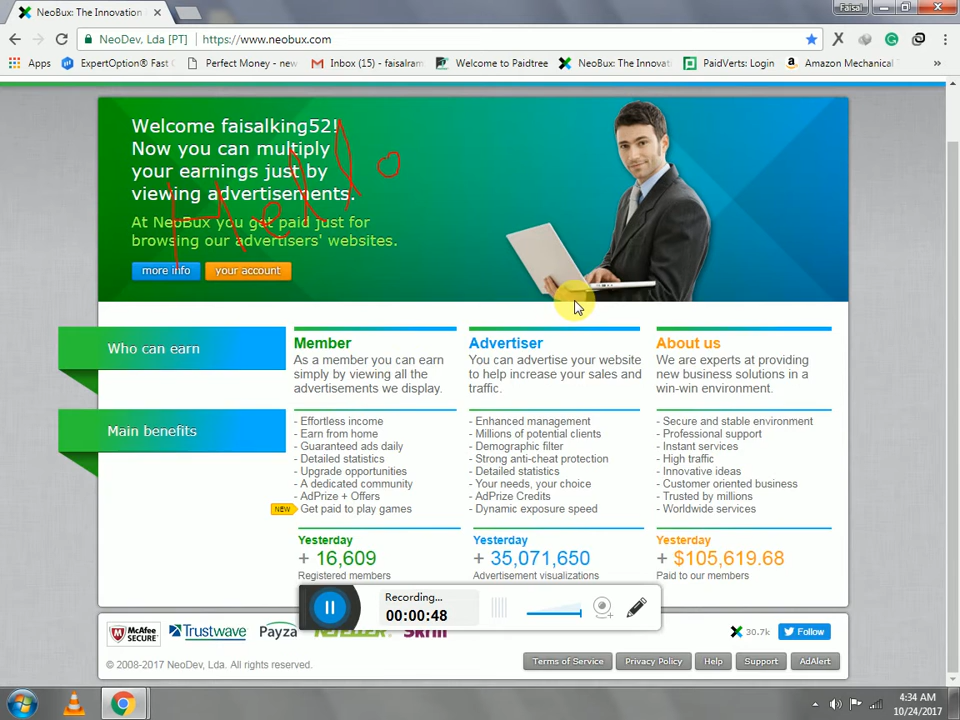 NeoBux: The Innovation
Faisal
NeoDev, Lda [PT]
https://www.neobux.com
Apps
ExpertOption® Fast
Perfect Money - new
Inbox (15) - faisalram
Welcome to Paidtree
NeoBux: The Innovat
PaidVerts: Login
Amazon Mechanical
»
Welcome faisalking52!
Now you can multiply
your earnings just by
viewing advertisements.
Hello
At NeoBux you get paid just for
browsing our advertisers' websites.
more info
your account
Who can earn
Member
As a member you can earn
simply by viewing all the
advertisements we display.
Advertiser
You can advertise your website
to help increase your sales and
traffic.
About us
We are experts at providing
new business solutions in a
win-win environment.
Main benefits
- Effortless income
- Earn from home
- Guaranteed ads daily
- Detailed statistics
- Upgrade opportunities
- A dedicated community
- AdPrize + Offers
NEW - Get paid to play games
- Enhanced management
- Millions of potential clients
- Demographic filter
- Strong anti-cheat protection
- Detailed statistics
- Your needs, your choice
- AdPrize Credits
- Dynamic exposure speed
- Secure and stable environment
- Professional support
- Instant services
- High traffic
- Innovative ideas
- Customer oriented business
- Trusted by millions
- Worldwide services
Yesterday
+ 16,609
Registered members
Yesterday
+ 35,071,650
Advertisement visualizations
Yesterday
+ $105,619.68
Paid to our members
Recording...
00:00:48
McAfee
SECURE
Trustwave
Payza
Skrill
30.7k
Follow
© 2008-2017 NeoDev, Lda. All rights reserved.
Terms of Service
Privacy Policy
Help
Support
AdAlert
4:34 AM
10/24/2017